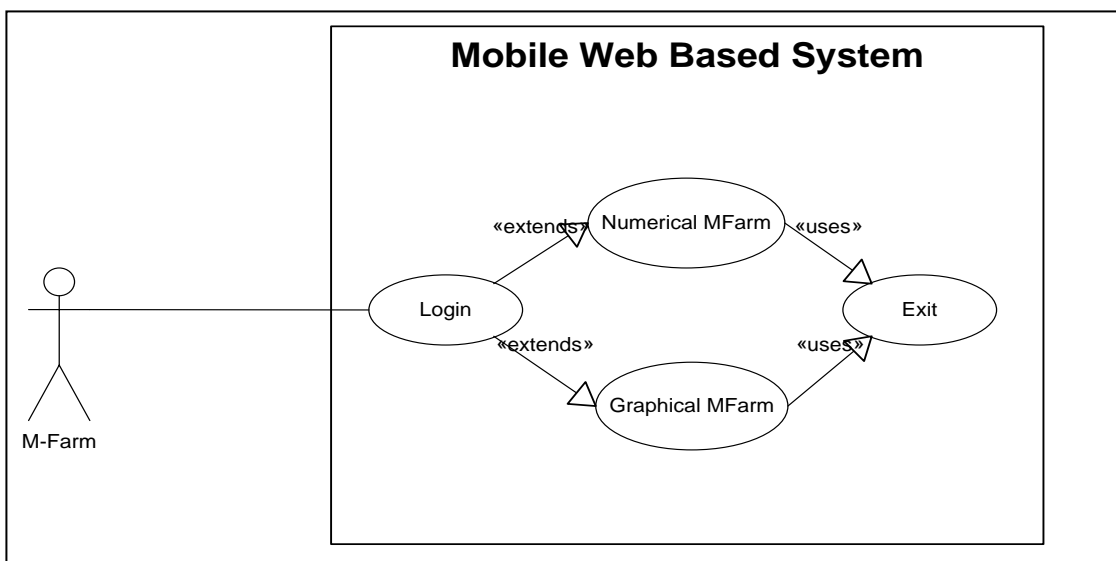 Mobile Web Based System
«extends»
Numerical MFarm
«uses»
Login
Exit
«extends»
«uses»
Graphical MFarm
M-Farm